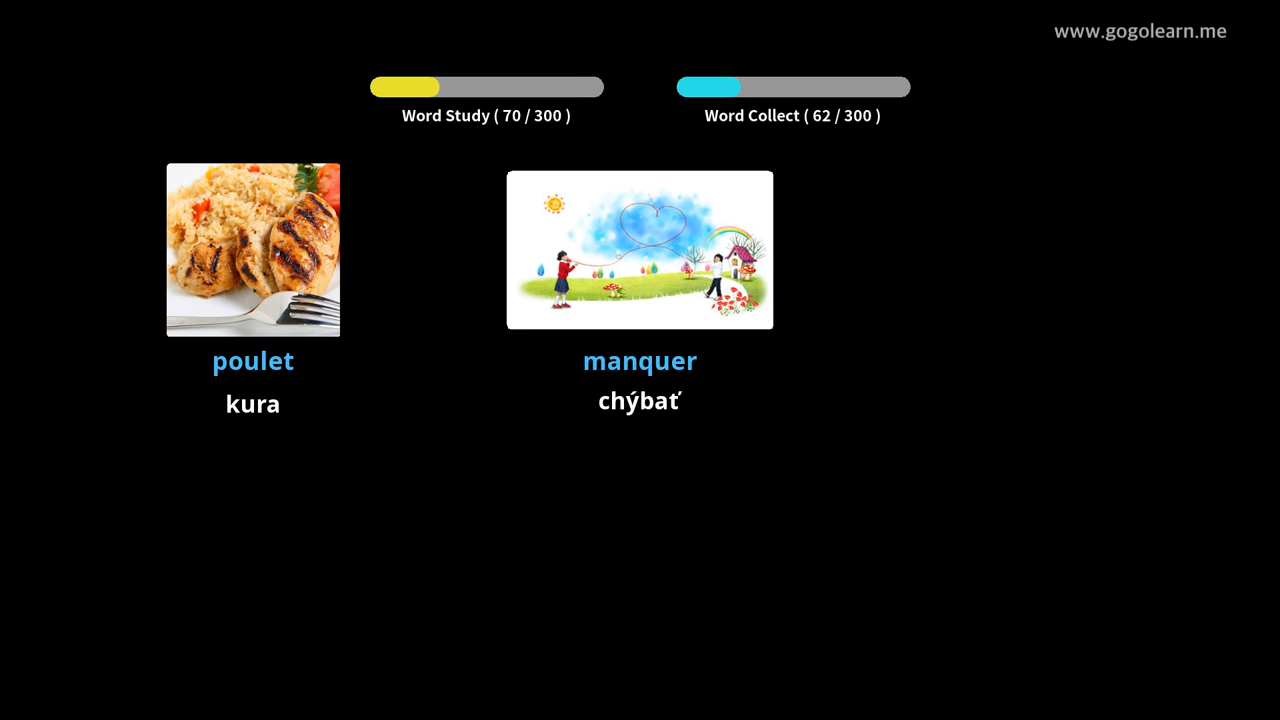 www.gogolearn.me
Word Study ( 70 / 300 )
Word Collect ( 62 / 300 )
poulet
manquer
kura
chýbať